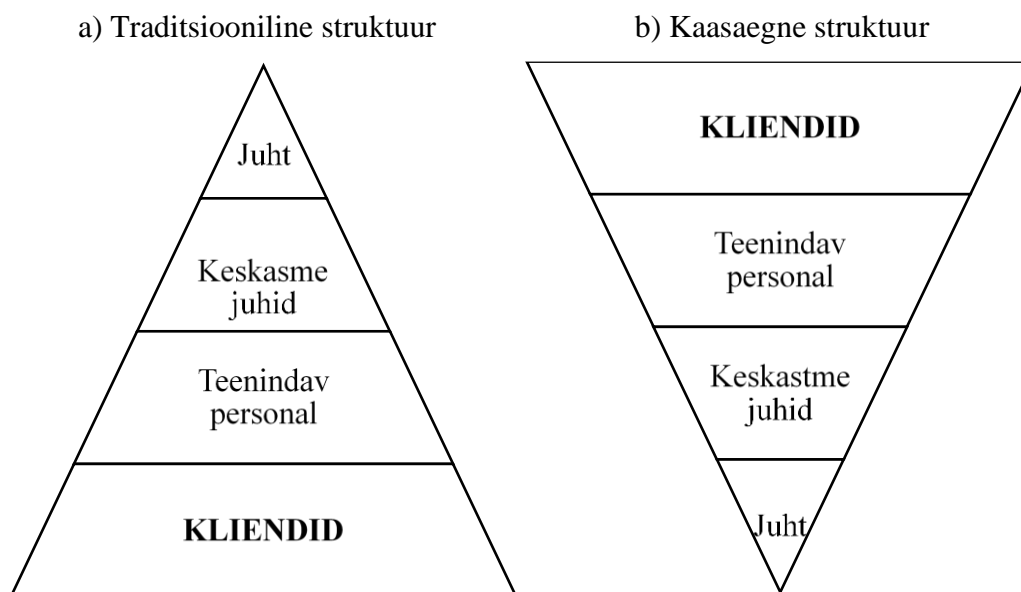 a) Traditsiooniline struktuur
Juht
Keskasme
juhid
Teenindav
personal
KLIENDID
b) Kaasaegne struktuur
KLIENDID
Teenindav
personal
Keskastme
juhid
Juht